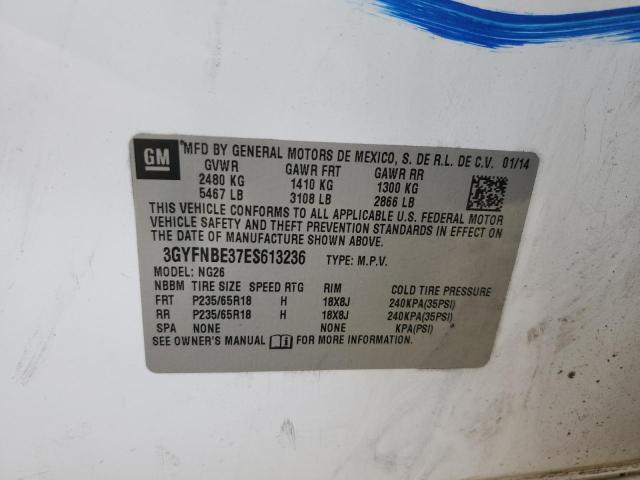 GM
MFD BY GENERAL MOTORS DE MEXICO, S. DE R.L. DE C.V. 01/14
GVWR GAWR FRT GAWR RR
2480 KG 1410 KG 1300 KG
5467 LB 3108 LB 2866 LB
THIS VEHICLE CONFORMS TO ALL APPLICABLE U.S. FEDERAL MOTOR
VEHICLE SAFETY AND THEFT PREVENTION STANDARDS IN EFFECT ON
THE DATE OF MANUFACTURE SHOWN ABOVE.
3GYFNBE37ES613236 TYPE: M.P.V.
MODEL: NG26
NBBM TIRE SIZE SPEED RTG RIM COLD TIRE PRESSURE
FRT P235/65R18 H 18X8J 240KPA(35PSI)
RR P235/65R18 H 18X8J 240KPA(35PSI)
SPA NONE NONE KPA(PSI)
SEE OWNER'S MANUAL FOR MORE INFORMATION.